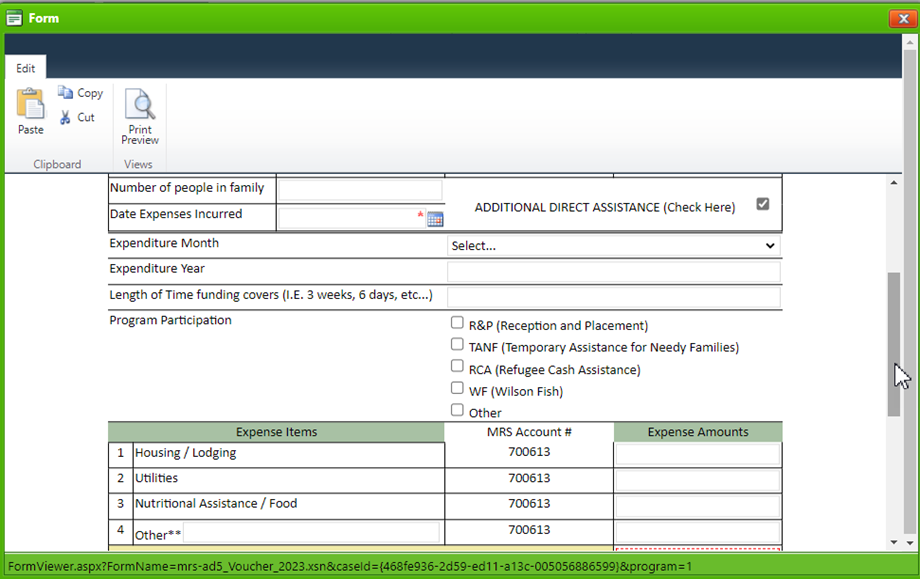 Form
Edit
Paste
Copy
Cut
Print
Preview
Clipboard
Views
Number of people in family
Date Expenses Incurred *
ADDITIONAL DIRECT ASSISTANCE (Check Here)
Expenditure Month Select...
Expenditure Year
Length of Time funding covers (I.E. 3 weeks, 6 days, etc...)
Program Participation
R&P (Reception and Placement)
TANF (Temporary Assistance for Needy Families)
RCA (Refugee Cash Assistance)
WF (Wilson Fish)
Other
Expense Items MRS Account # Expense Amounts
1 Housing / Lodging 700613
2 Utilities 700613
3 Nutritional Assistance / Food 700613
4 Other** 700613
FormViewer.aspx?FormName=mrs-ad5_Voucher_2023.xsn&caseId={468fe936-2d59-ed11-a13c-005056886599}&program=1